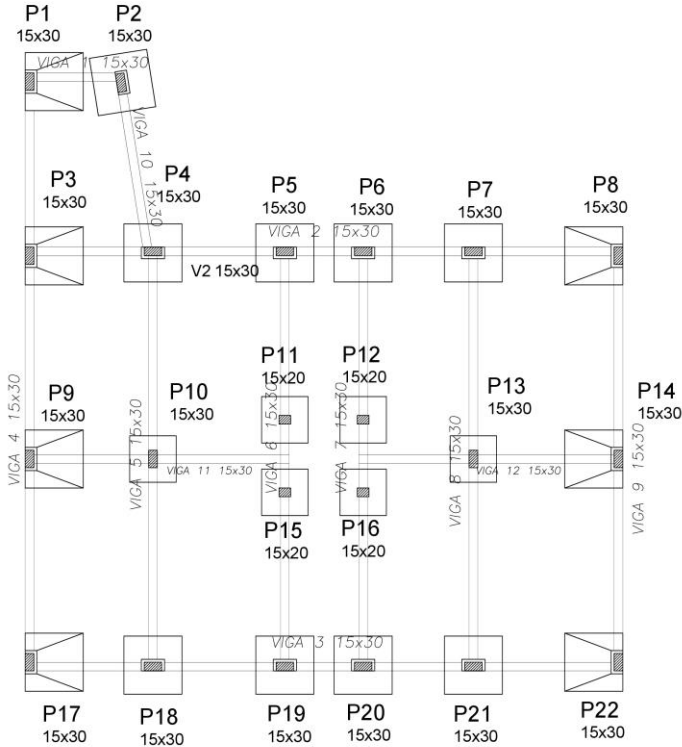 P1
15x30
P2
15x30
VIGA 1 15x30
VIGA 10 15x30
P3
15x30
P4
15x30
P5
15x30
P6
15x30
P7
15x30
P8
15x30
VIGA 2 15x30
V2 15x30
P9
15x30
P10
15x30
P11
15x20
P12
15x20
P13
15x30
P14
15x30
VIGA 4 15x30
VIGA 5 15x30
VIGA 6 15x30
VIGA 7 15x30
VIGA 8 15x30
VIGA 9 15x30
VIGA 11 15x30
VIGA 12 15x30
P15
15x20
P16
15x20
VIGA 3 15x30
P17
15x30
P18
15x30
P19
15x30
P20
15x30
P21
15x30
P22
15x30